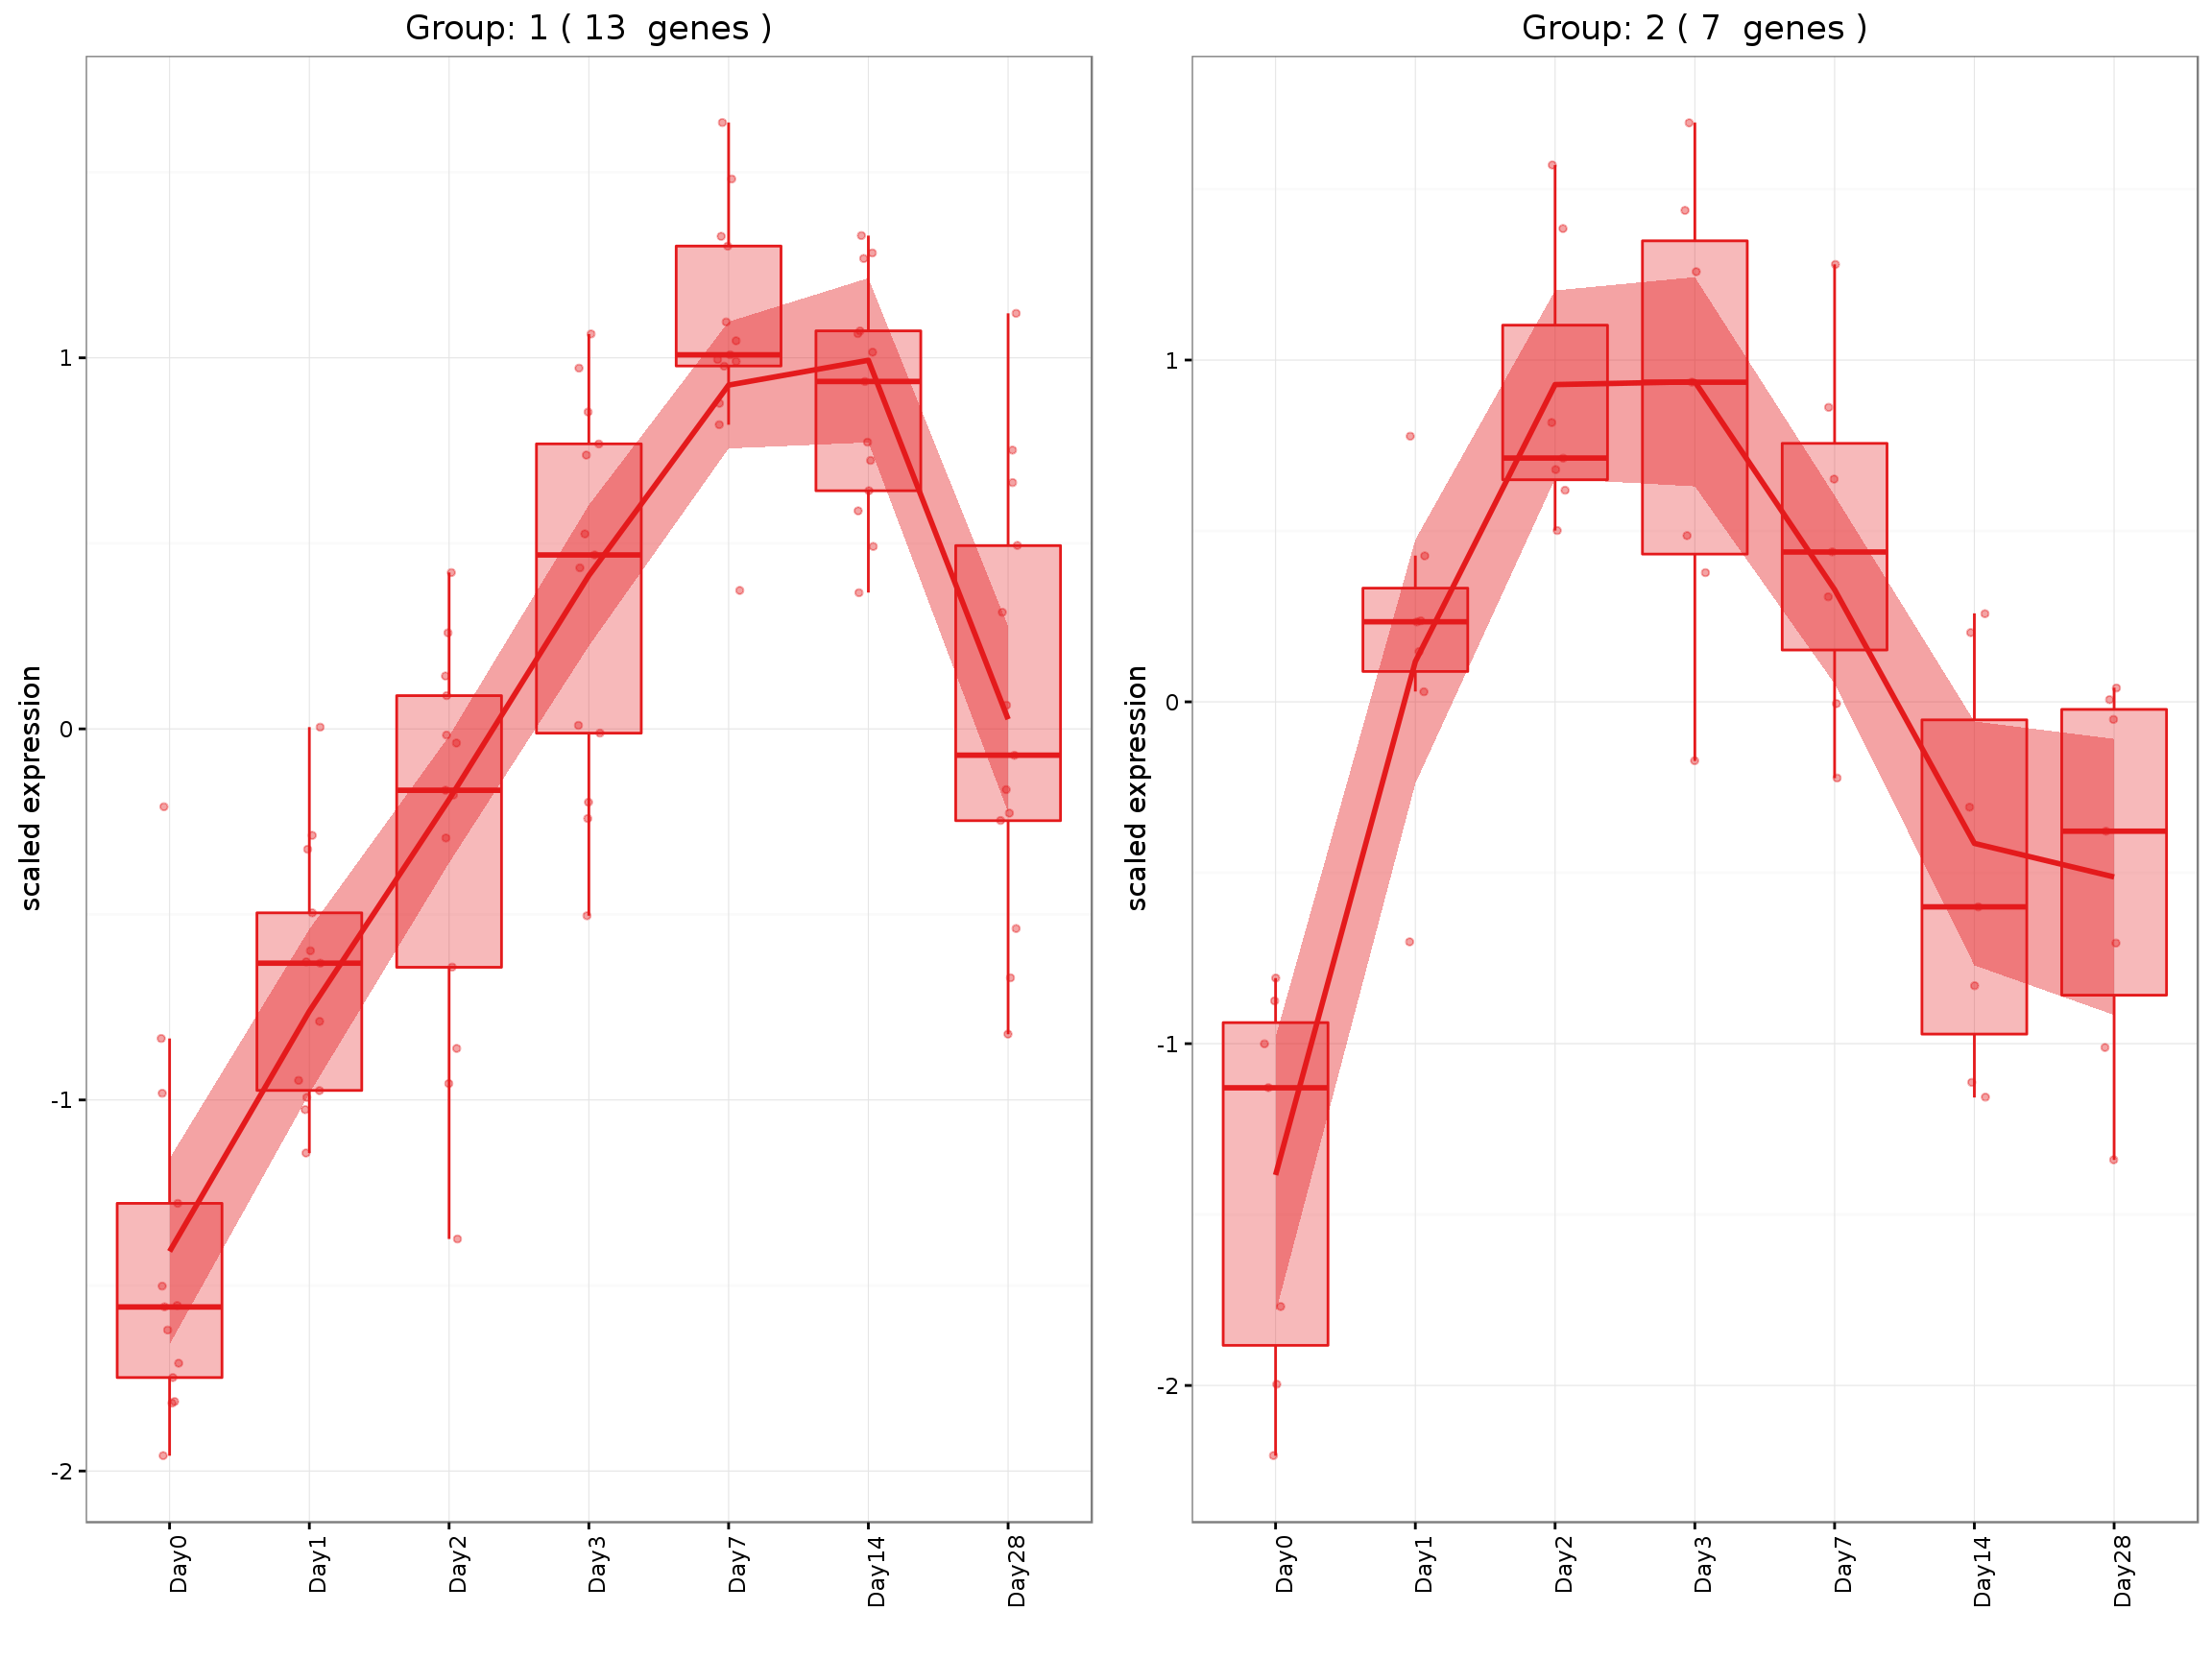 Group: 1 ( 13  genes )
scaled expression
1
0
-1
-2
Day0
Day1
Day2
Day3
Day7
Day14
Day28
Group: 2 ( 7  genes )
scaled expression
1
0
-1
-2
Day0
Day1
Day2
Day3
Day7
Day14
Day28